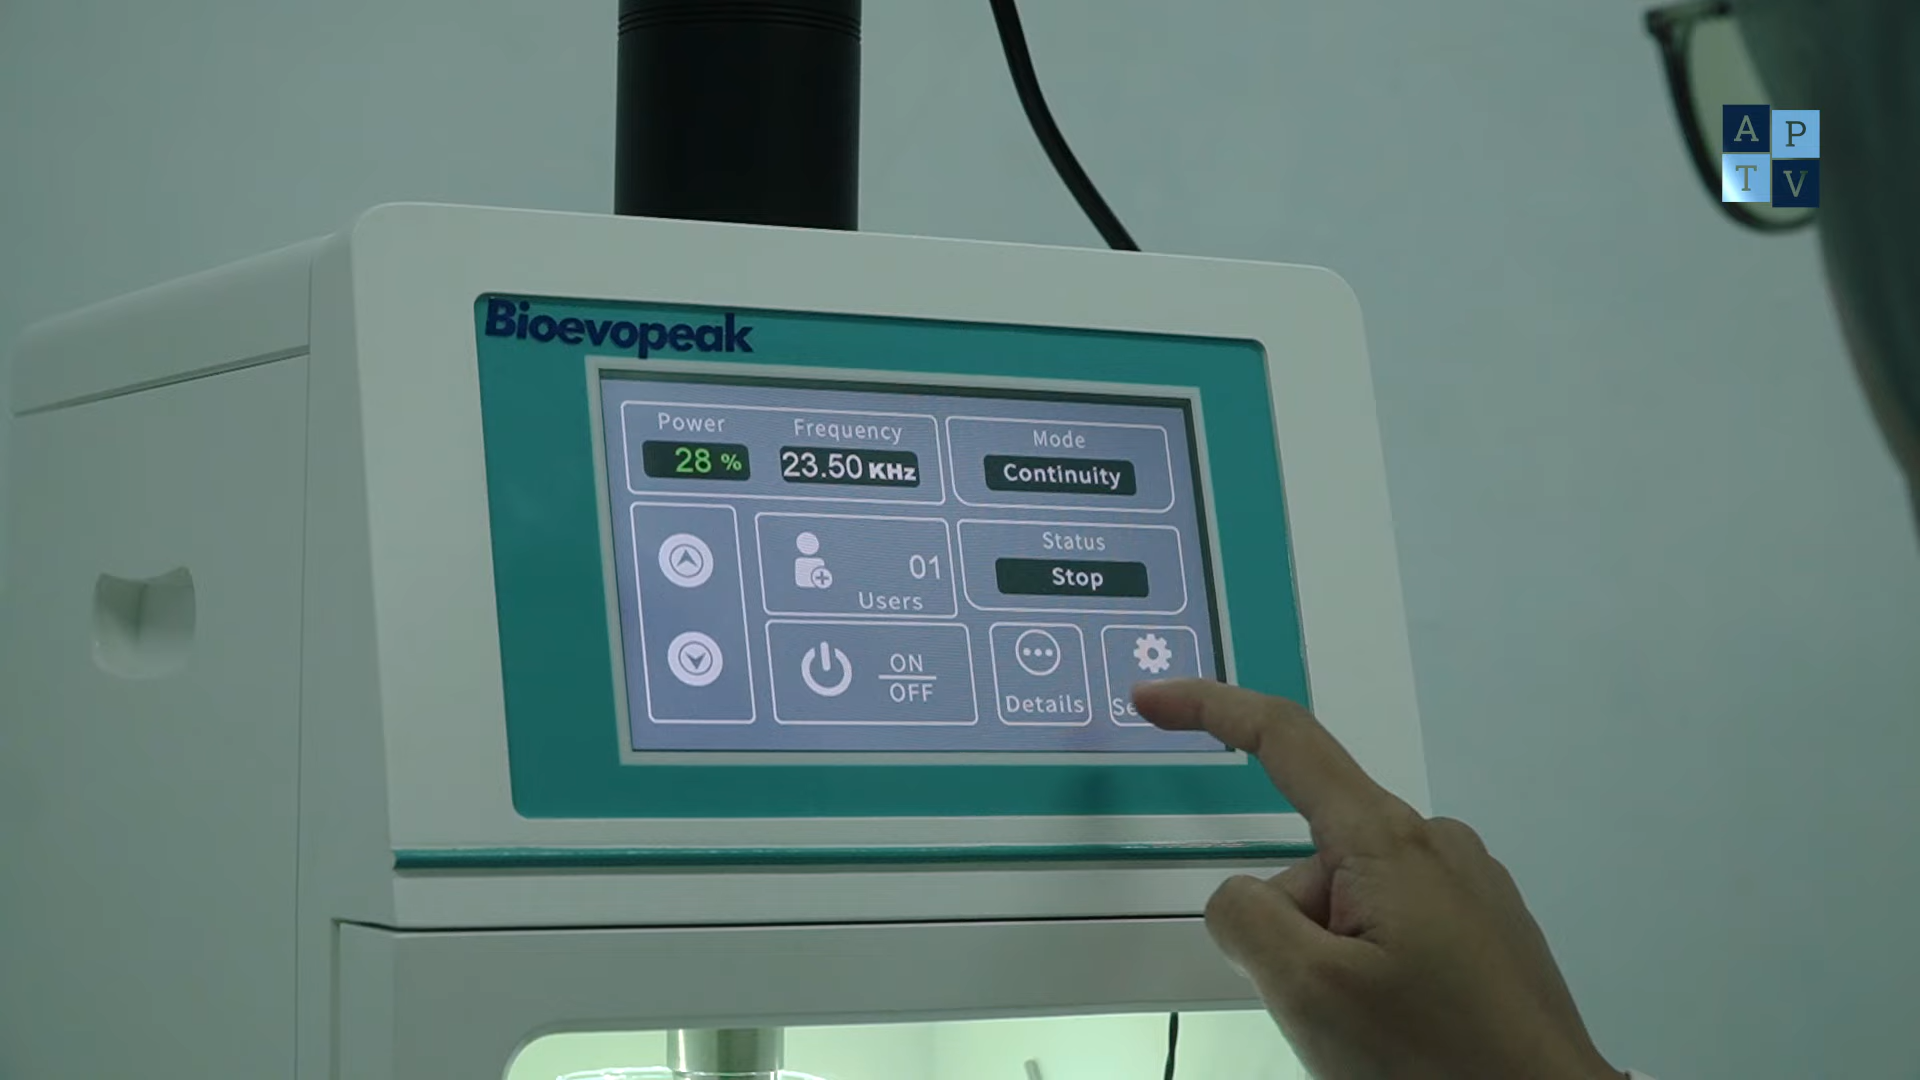 A P
T V
Bioevopeak
Power
28 %
Frequency
23.50 KHz
Mode
Continuity
01
Users
Status
Stop
ON
OFF
Details